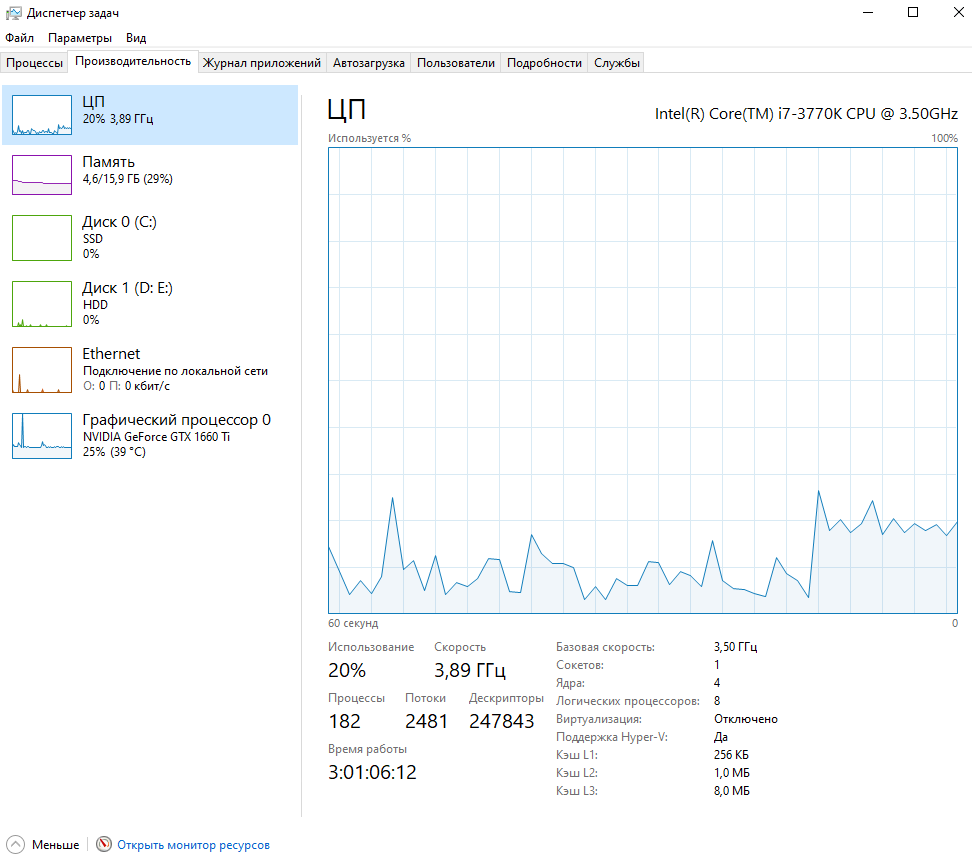 Диспетчер задач
Файл Параметры Вид
Процессы Производительность Журнал приложений Автозагрузка Пользователи Подробности Службы
ЦП
20% 3,89 ГГц
Память
4,6/15,9 ГБ (29%)
Диск 0 (C:)
SSD
0%
Диск 1 (D: E:)
HDD
0%
Ethernet
Подключение по локальной сети
О: 0 П: 0 кбит/с
Графический процессор 0
NVIDIA GeForce GTX 1660 Ti
25% (39 °C)
ЦП Intel(R) Core(TM) i7-3770K CPU @ 3.50GHz
Используется % 100%
60 секунд 0
Использование Скорость
20% 3,89 ГГц
Процессы Потоки Дескрипторы
182 2481 247843
Время работы
3:01:06:12
Базовая скорость: 3,50 ГГц
Сокетов: 1
Ядра: 4
Логических процессоров: 8
Виртуализация: Отключено
Поддержка Hyper-V: Да
Кэш L1: 256 КБ
Кэш L2: 1,0 МБ
Кэш L3: 8,0 МБ
Меньше Открыть монитор ресурсов